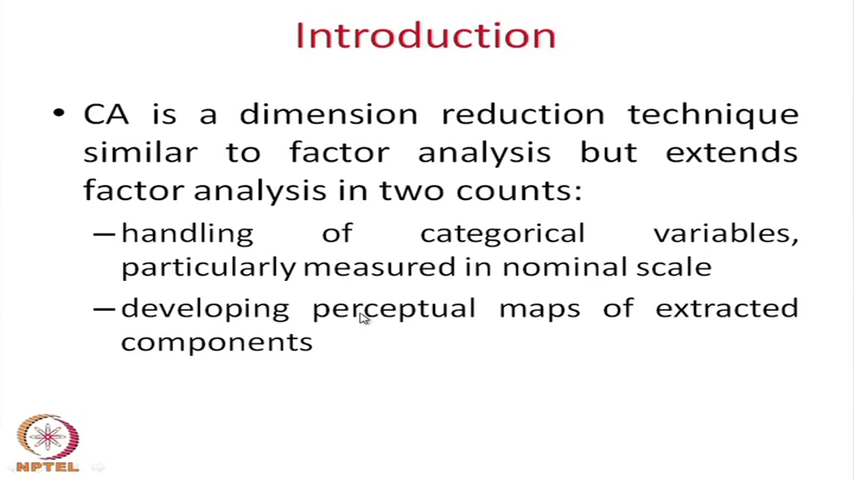 Introduction
• CA is a dimension reduction technique
similar to factor analysis but extends
factor analysis in two counts:
–handling of categorical variables,
particularly measured in nominal scale
–developing perceptual maps of extracted
components
NPTEL